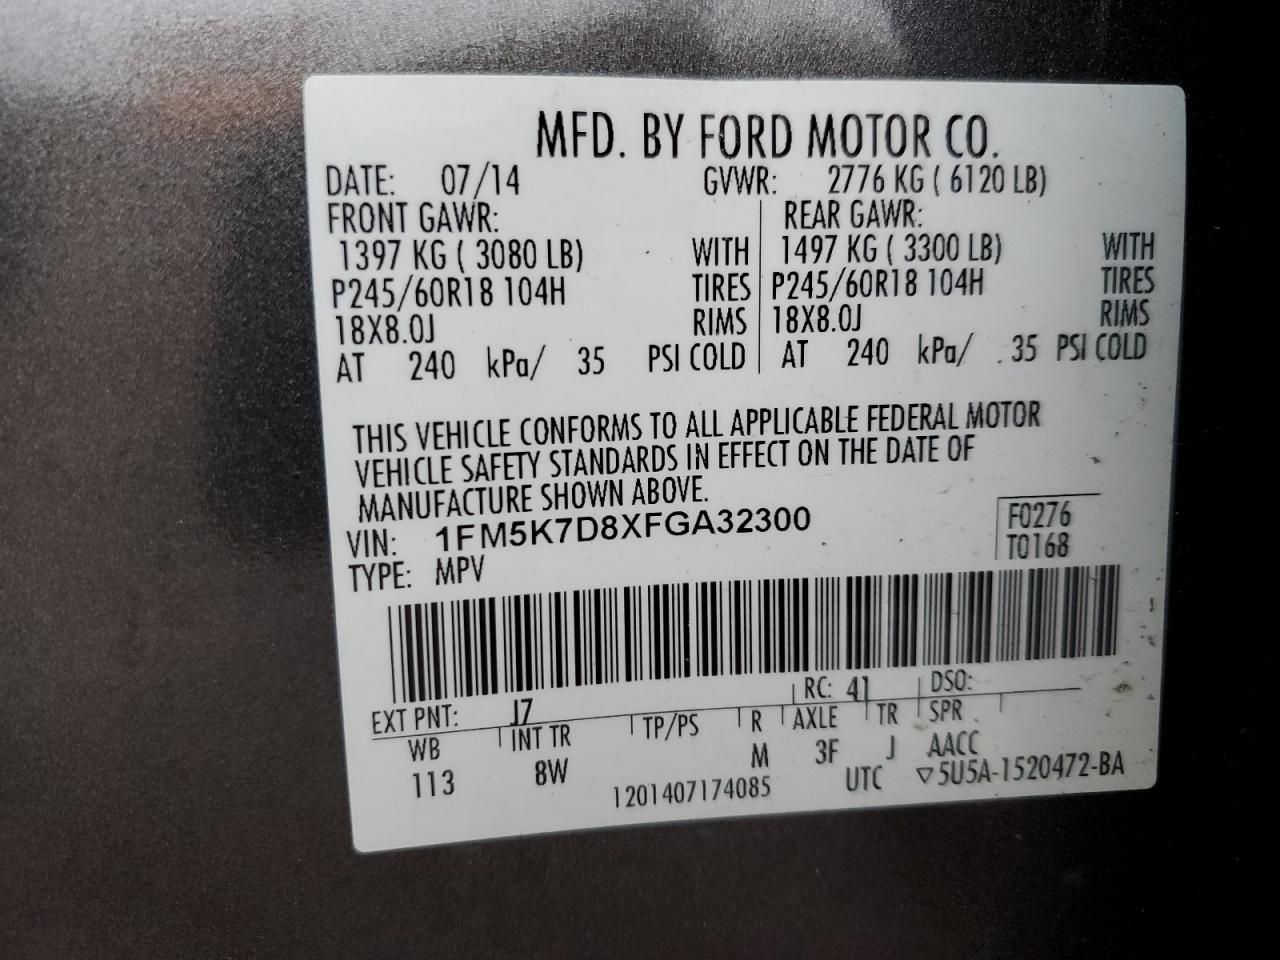 MFD. BY FORD MOTOR CO.
DATE: 07/14 GVWR: 2776 KG ( 6120 LB)
FRONT GAWR: REAR GAWR:
1397 KG ( 3080 LB) WITH 1497 KG ( 3300 LB) WITH
P245/60R18 104H TIRES P245/60R18 104H TIRES
18X8.0J RIMS 18X8.0J RIMS
AT 240 kPa/ 35 PSI COLD AT 240 kPa/ 35 PSI COLD
THIS VEHICLE CONFORMS TO ALL APPLICABLE FEDERAL MOTOR
VEHICLE SAFETY STANDARDS IN EFFECT ON THE DATE OF
MANUFACTURE SHOWN ABOVE.
VIN: 1FM5K7D8XFGA32300 F0276
TYPE: MPV T0168
EXT PNT: J7 RC: 41 DSO:
WB INT TR TP/PS R AXLE TR SPR
113 8W M 3F J AACC
1201407174085 UTC ▽5U5A-1520472-BA